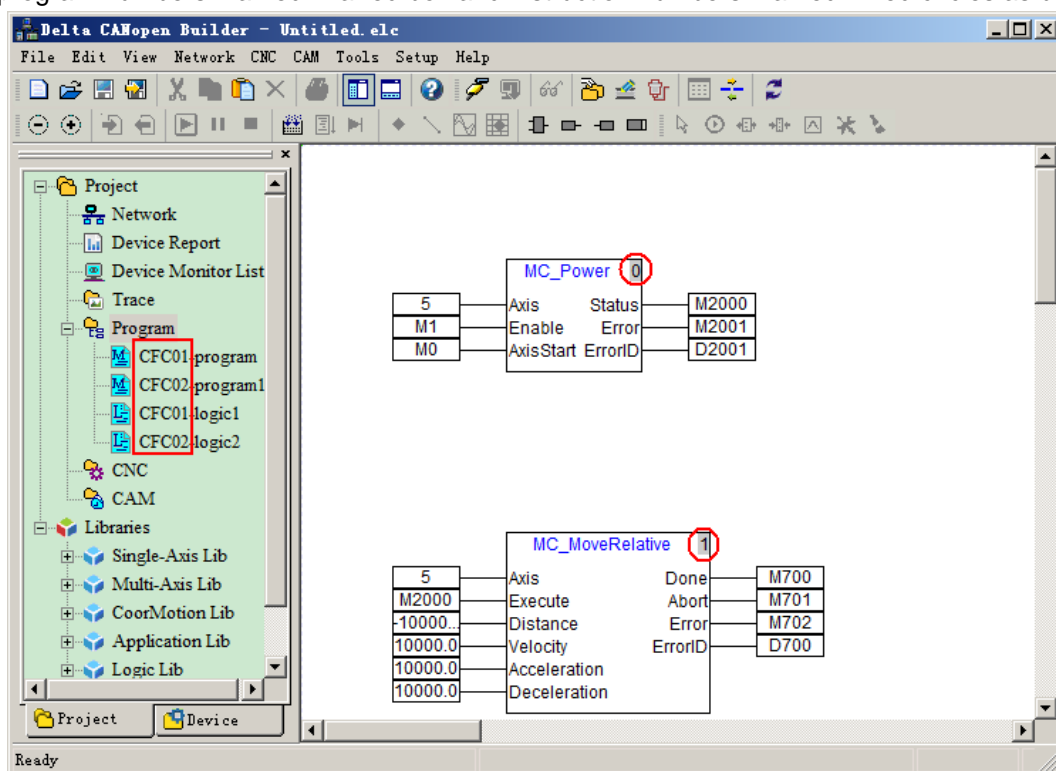 Delta CANopen Builder - Untitled.elc
File Edit View Network CNC CAM Tools Setup Help
Project
Network
Device Report
Device Monitor List
Trace
Program
CFC01-program
CFC02-program1
CFC01-logic1
CFC02-logic2
CNC
CAM
Libraries
Single-Axis Lib
Multi-Axis Lib
CoorMotion Lib
Application Lib
Logic Lib
Project Device
MC_Power 0
5 Axis Status M2000
M1 Enable Error M2001
M0 AxisStart ErrorID D2001
MC_MoveRelative 1
5 Axis Done M700
M2000 Execute Abort M701
-10000... Distance Error M702
10000.0 Velocity ErrorID D700
10000.0 Acceleration
10000.0 Deceleration
Ready